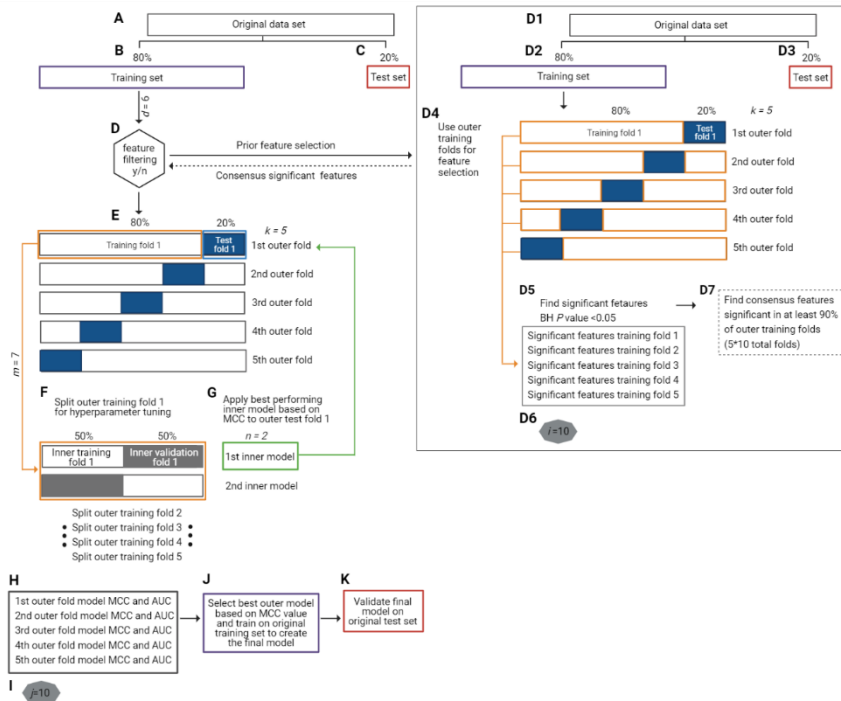 A
Original data set
B
80%
C
20%
Training set
Test set
d = 6
D
feature
filtering
y/n
Prior feature selection
Consensus significant features
E
80%
20%
k = 5
Training fold 1
Test
fold 1
1st outer fold
2nd outer fold
3rd outer fold
4th outer fold
5th outer fold
m = 7
F
Split outer training fold 1
for hyperparameter tuning
50%
50%
Inner training
fold 1
Inner validation
fold 1
G
Apply best performing
inner model based on
MCC to outer test fold 1
n = 2
1st inner model
2nd inner model
Split outer training fold 2
Split outer training fold 3
Split outer training fold 4
Split outer training fold 5
H
1st outer fold model MCC and AUC
2nd outer fold model MCC and AUC
3rd outer fold model MCC and AUC
4th outer fold model MCC and AUC
5th outer fold model MCC and AUC
I
j=10
J
Select best outer model
based on MCC value
and train on original
training set to create
the final model
K
Validate final
model on
original test set
D1
Original data set
D2
80%
D3
20%
Training set
Test set
D4
Use outer
training
folds for
feature
selection
80%
20%
k = 5
Training fold 1
Test
fold 1
1st outer fold
2nd outer fold
3rd outer fold
4th outer fold
5th outer fold
D5
Find significant fetaures
BH P value <0.05
Significant features training fold 1
Significant features training fold 2
Significant features training fold 3
Significant features training fold 4
Significant features training fold 5
D6
i=10
D7
Find consensus features
significant in at least 90%
of outer training folds
(5*10 total folds)